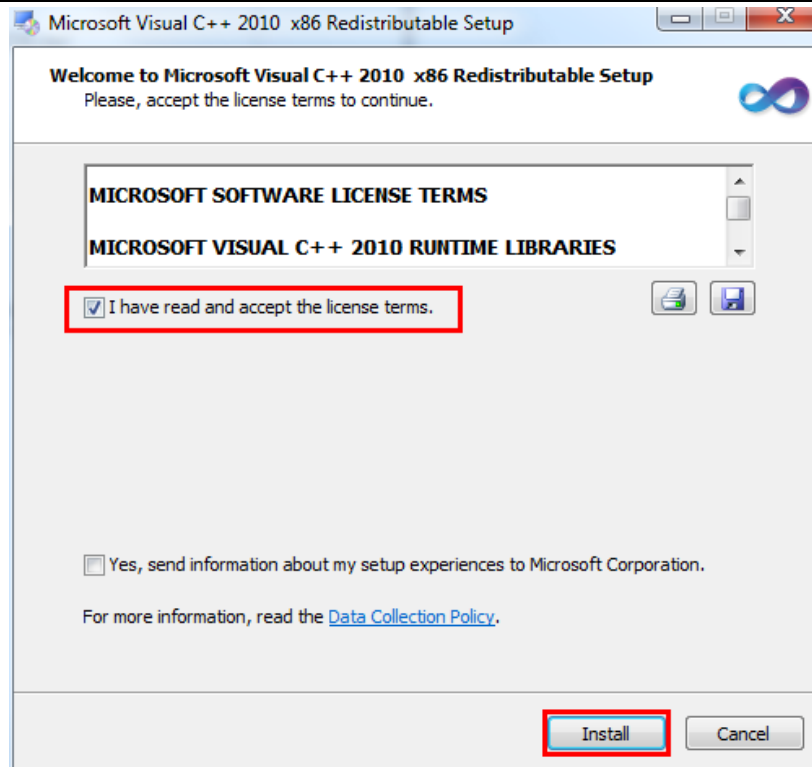 Microsoft Visual C++ 2010  x86 Redistributable Setup
Welcome to Microsoft Visual C++ 2010  x86 Redistributable Setup
Please, accept the license terms to continue.
MICROSOFT SOFTWARE LICENSE TERMS
MICROSOFT VISUAL C++ 2010 RUNTIME LIBRARIES
I have read and accept the license terms.
Yes, send information about my setup experiences to Microsoft Corporation.
For more information, read the Data Collection Policy.
Install Cancel